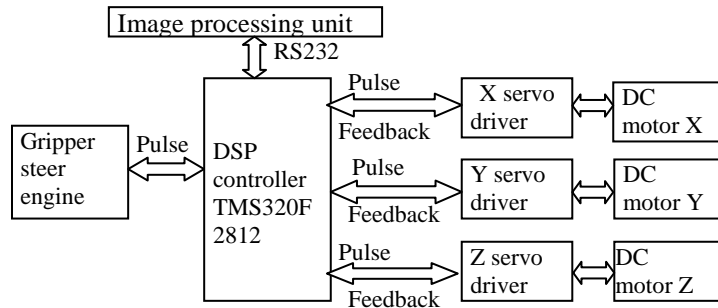 Image processing unit
RS232
Gripper
steer
engine
Pulse
DSP
controller
TMS320F
2812
Pulse
Feedback
X servo
driver
DC
motor X
Pulse
Feedback
Y servo
driver
DC
motor Y
Pulse
Feedback
Z servo
driver
DC
motor Z